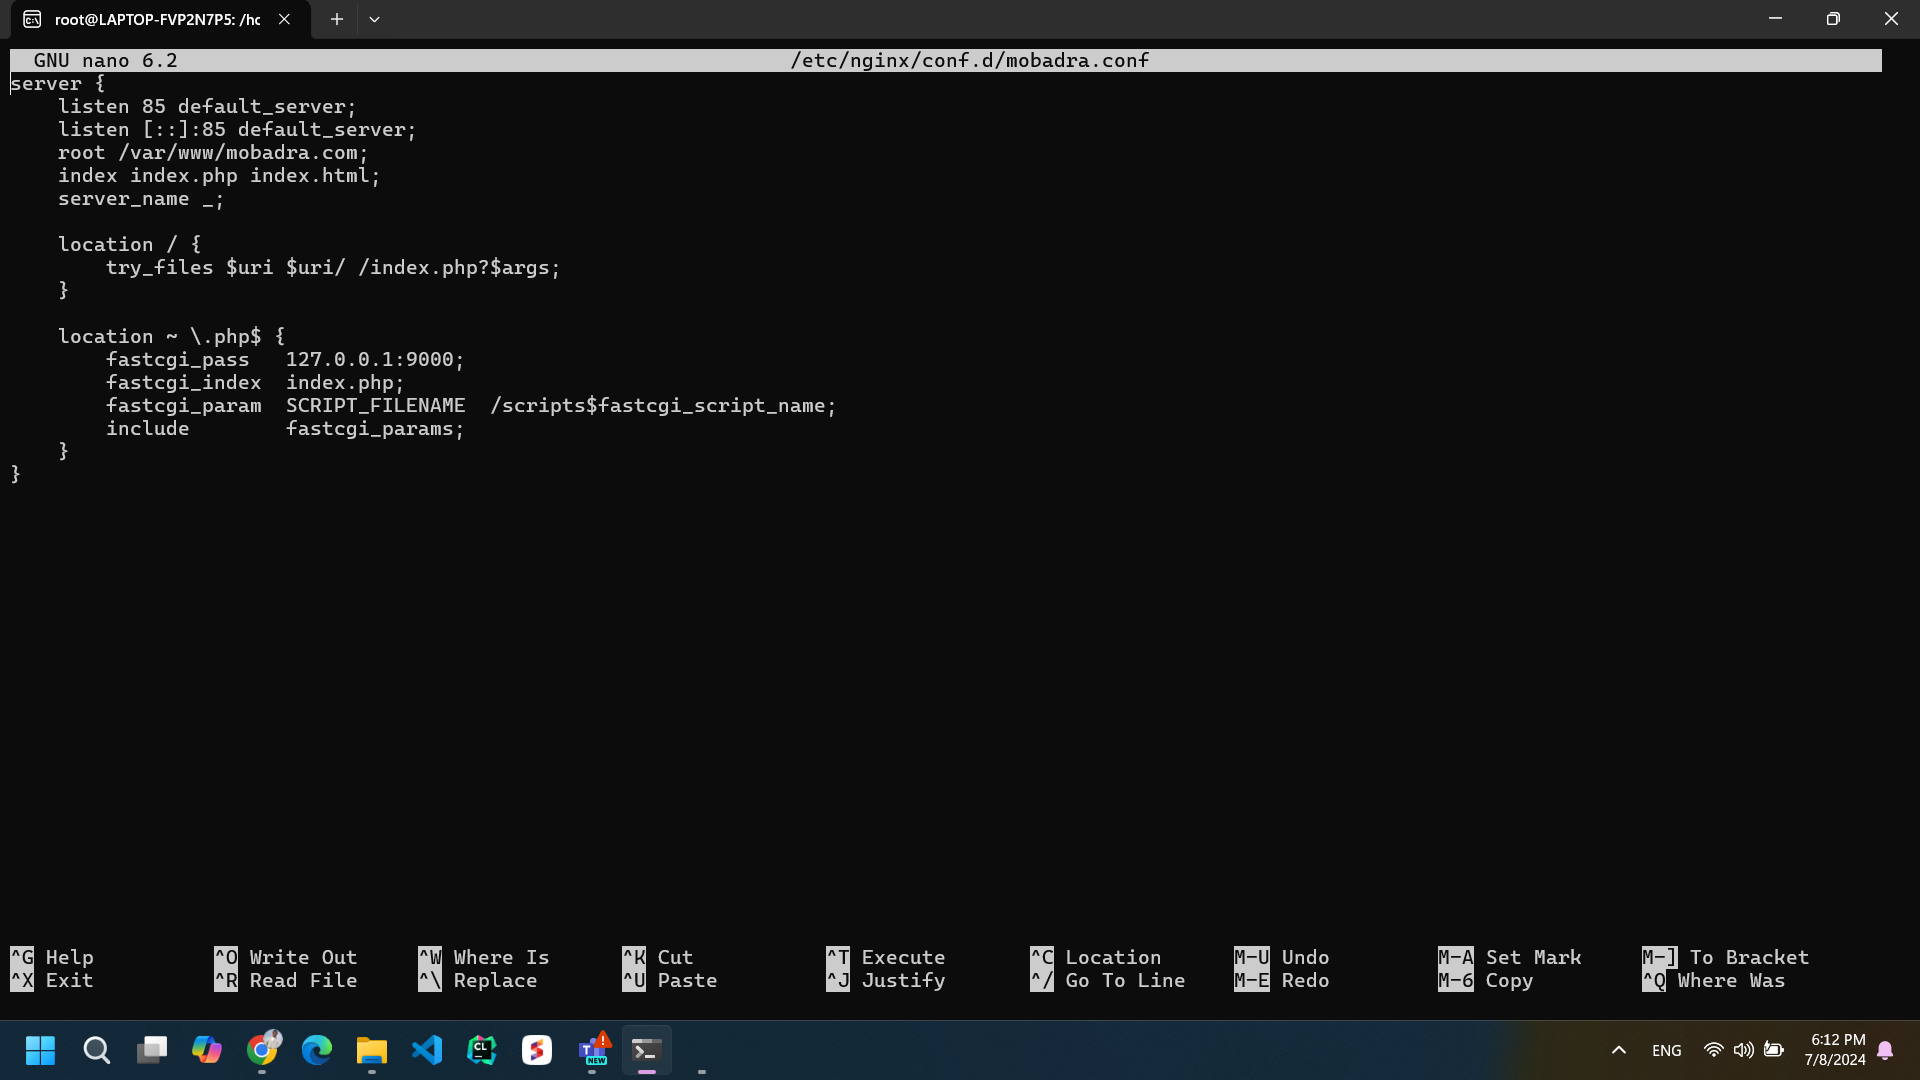 root@LAPTOP-FVP2N7P5: /ho
GNU nano 6.2 /etc/nginx/conf.d/mobadra.conf
server {
    listen 85 default_server;
    listen [::]:85 default_server;
    root /var/www/mobadra.com;
    index index.php index.html;
    server_name _;

    location / {
        try_files $uri $uri/ /index.php?$args;
    }

    location ~ \.php$ {
        fastcgi_pass   127.0.0.1:9000;
        fastcgi_index  index.php;
        fastcgi_param  SCRIPT_FILENAME  /scripts$fastcgi_script_name;
        include        fastcgi_params;
    }
}
^G Help ^O Write Out ^W Where Is ^K Cut ^T Execute ^C Location M-U Undo M-A Set Mark M-] To Bracket
^X Exit ^R Read File ^\ Replace ^U Paste ^J Justify ^/ Go To Line M-E Redo M-6 Copy ^Q Where Was
CL
T
NEW
ENG
6:12 PM
7/8/2024